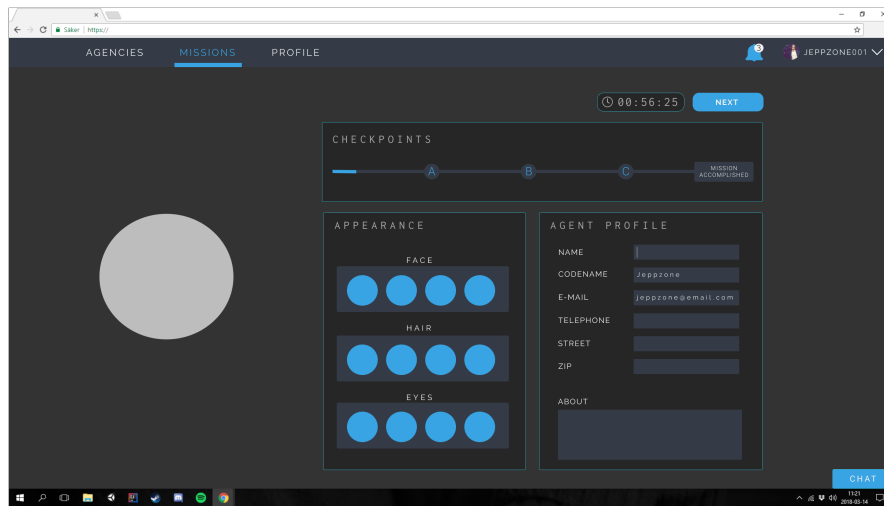 Säker | https://
AGENCIES MISSIONS PROFILE
3
JEPPZONE001
00:56:25 NEXT
CHECKPOINTS
A B C MISSION
ACCOMPLISHED
APPEARANCE
FACE
HAIR
EYES
AGENT PROFILE
NAME
CODENAME Jeppzone
E-MAIL jeppzone@email.com
TELEPHONE
STREET
ZIP
ABOUT
CHAT
11:21
2018-03-14